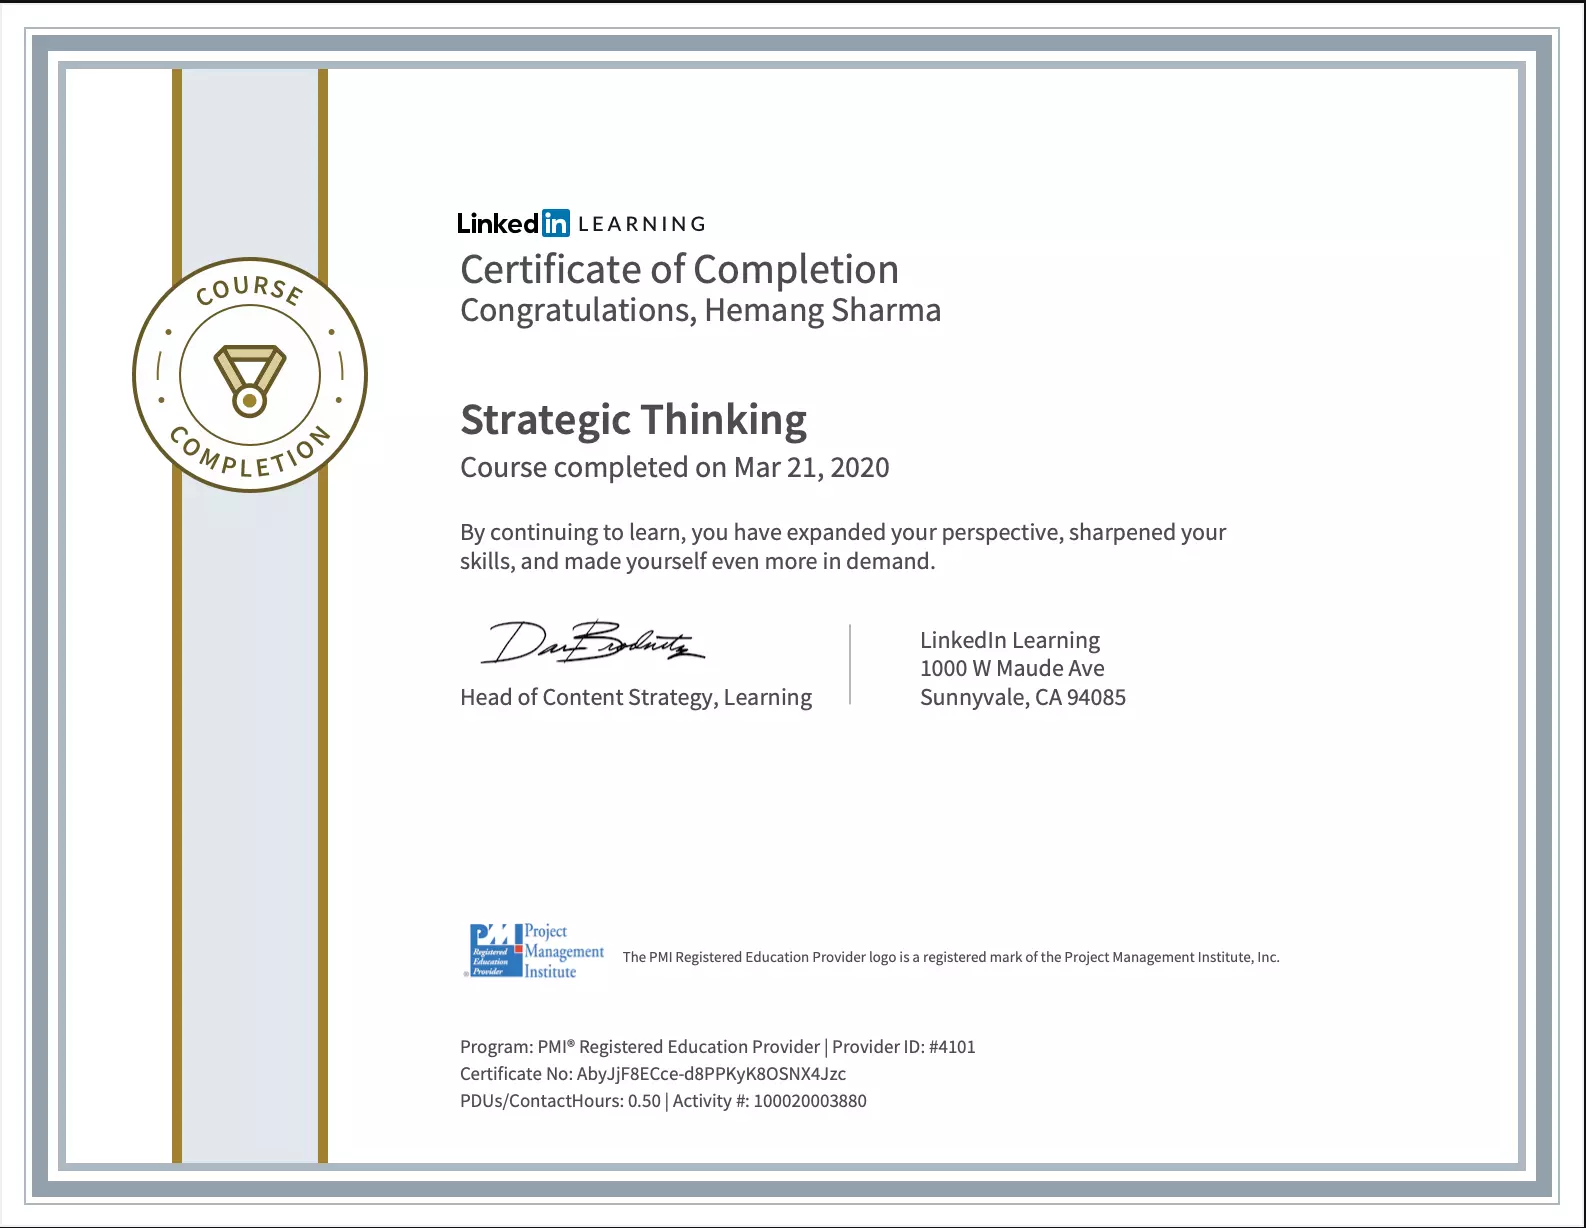 LinkedIn LEARNING
Certificate of Completion
Congratulations, Hemang Sharma
COURSE
COMPLETION
Strategic Thinking
Course completed on Mar 21, 2020
By continuing to learn, you have expanded your perspective, sharpened your
skills, and made yourself even more in demand.
Head of Content Strategy, Learning
LinkedIn Learning
1000 W Maude Ave
Sunnyvale, CA 94085
PMI
Registered
Education
Provider
®
Project
Management
Institute
The PMI Registered Education Provider logo is a registered mark of the Project Management Institute, Inc.
Program: PMI® Registered Education Provider | Provider ID: #4101
Certificate No: AbyJjF8ECce-d8PPKyK8OSNX4Jzc
PDUs/ContactHours: 0.50 | Activity #: 100020003880